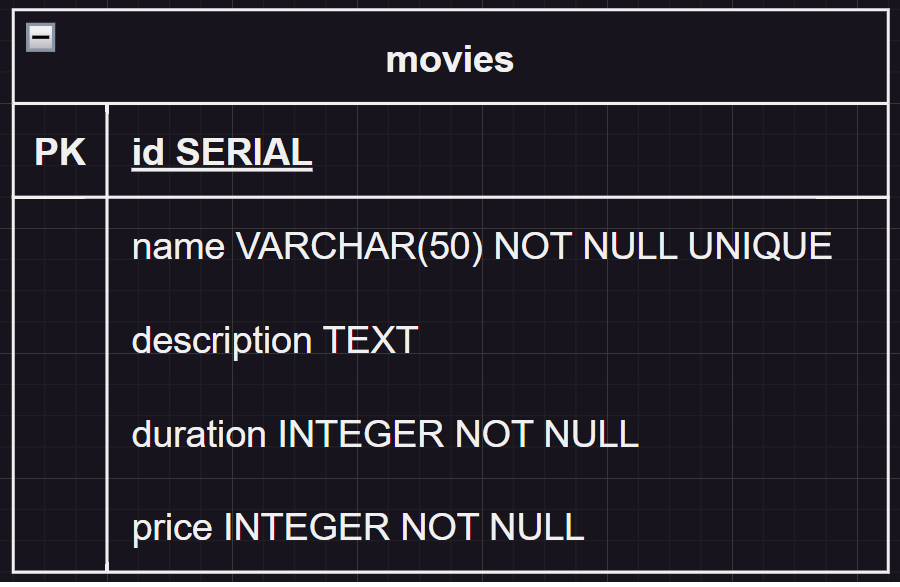 movies
PK id SERIAL
name VARCHAR(50) NOT NULL UNIQUE
description TEXT
duration INTEGER NOT NULL
price INTEGER NOT NULL